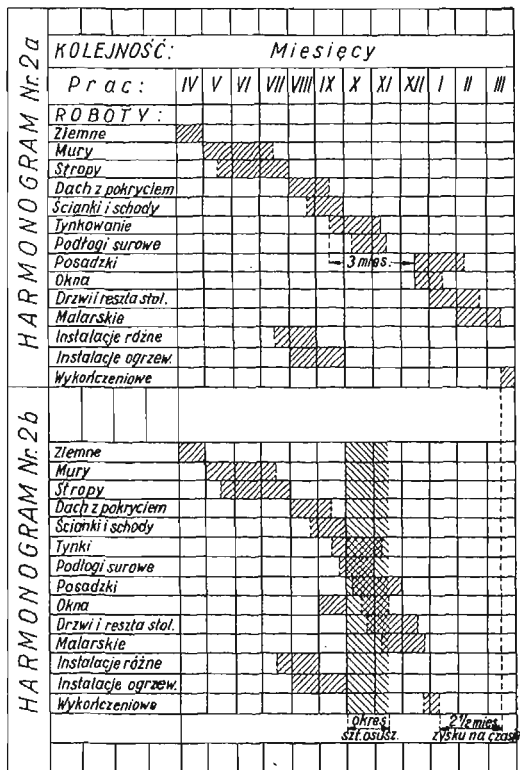 HARMONOGRAM Nr. 2a
KOLEJNOŚĆ: Miesięcy
Prac: IV V VI VII VIII IX X XI XII I II III
ROBOTY:
Ziemne
Mury
Stropy
Dach z pokryciem
Ścianki i schody
Tynkowanie
Podłogi surowe
Posadzki 3 mies.
Okna
Drzwi i reszta stol.
Malarskie
Instalacje różne
Instalacje ogrzew.
Wykończeniowe
HARMONOGRAM Nr. 2b
Ziemne
Mury
Stropy
Dach z pokryciem
Ścianki i schody
Tynki
Podłogi surowe
Posadzki
Okna
Drzwi i reszta stol.
Malarskie
Instalacje różne
Instalacje ogrzew.
Wykończeniowe
okres 2 1/2 mies.
szt. osusz. zysku na czasie